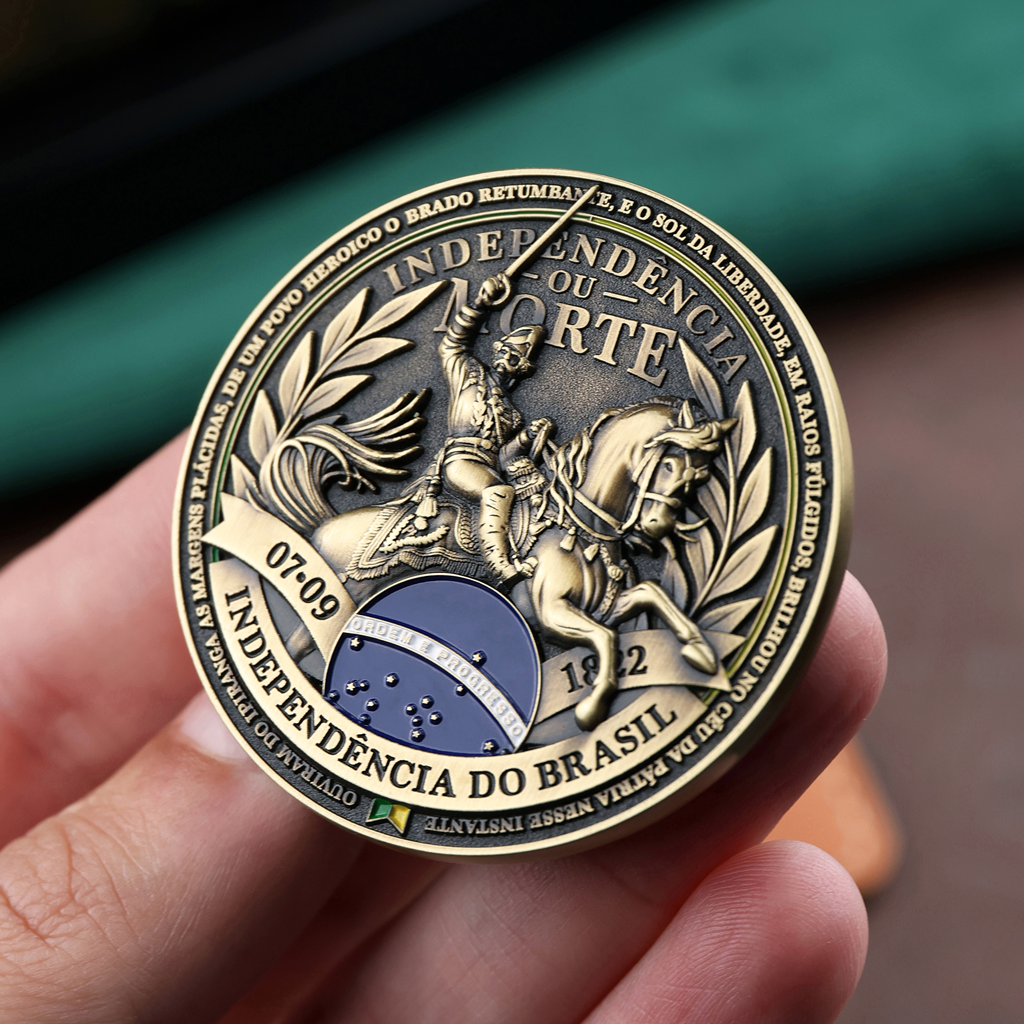 OUVIRAM DO IPIRANGA AS MARGENS PLÁCIDAS, DE UM POVO HEROICO O BRADO RETUMBANTE, E O SOL DA LIBERDADE, EM RAIOS FÚLGIDOS, BRILHOU NO CÉU DA PÁTRIA NESSE INSTANTE
INDEPENDÊNCIA
OU
MORTE
07·09
ORDEM E PROGRESSO
1822
INDEPENDÊNCIA DO BRASIL